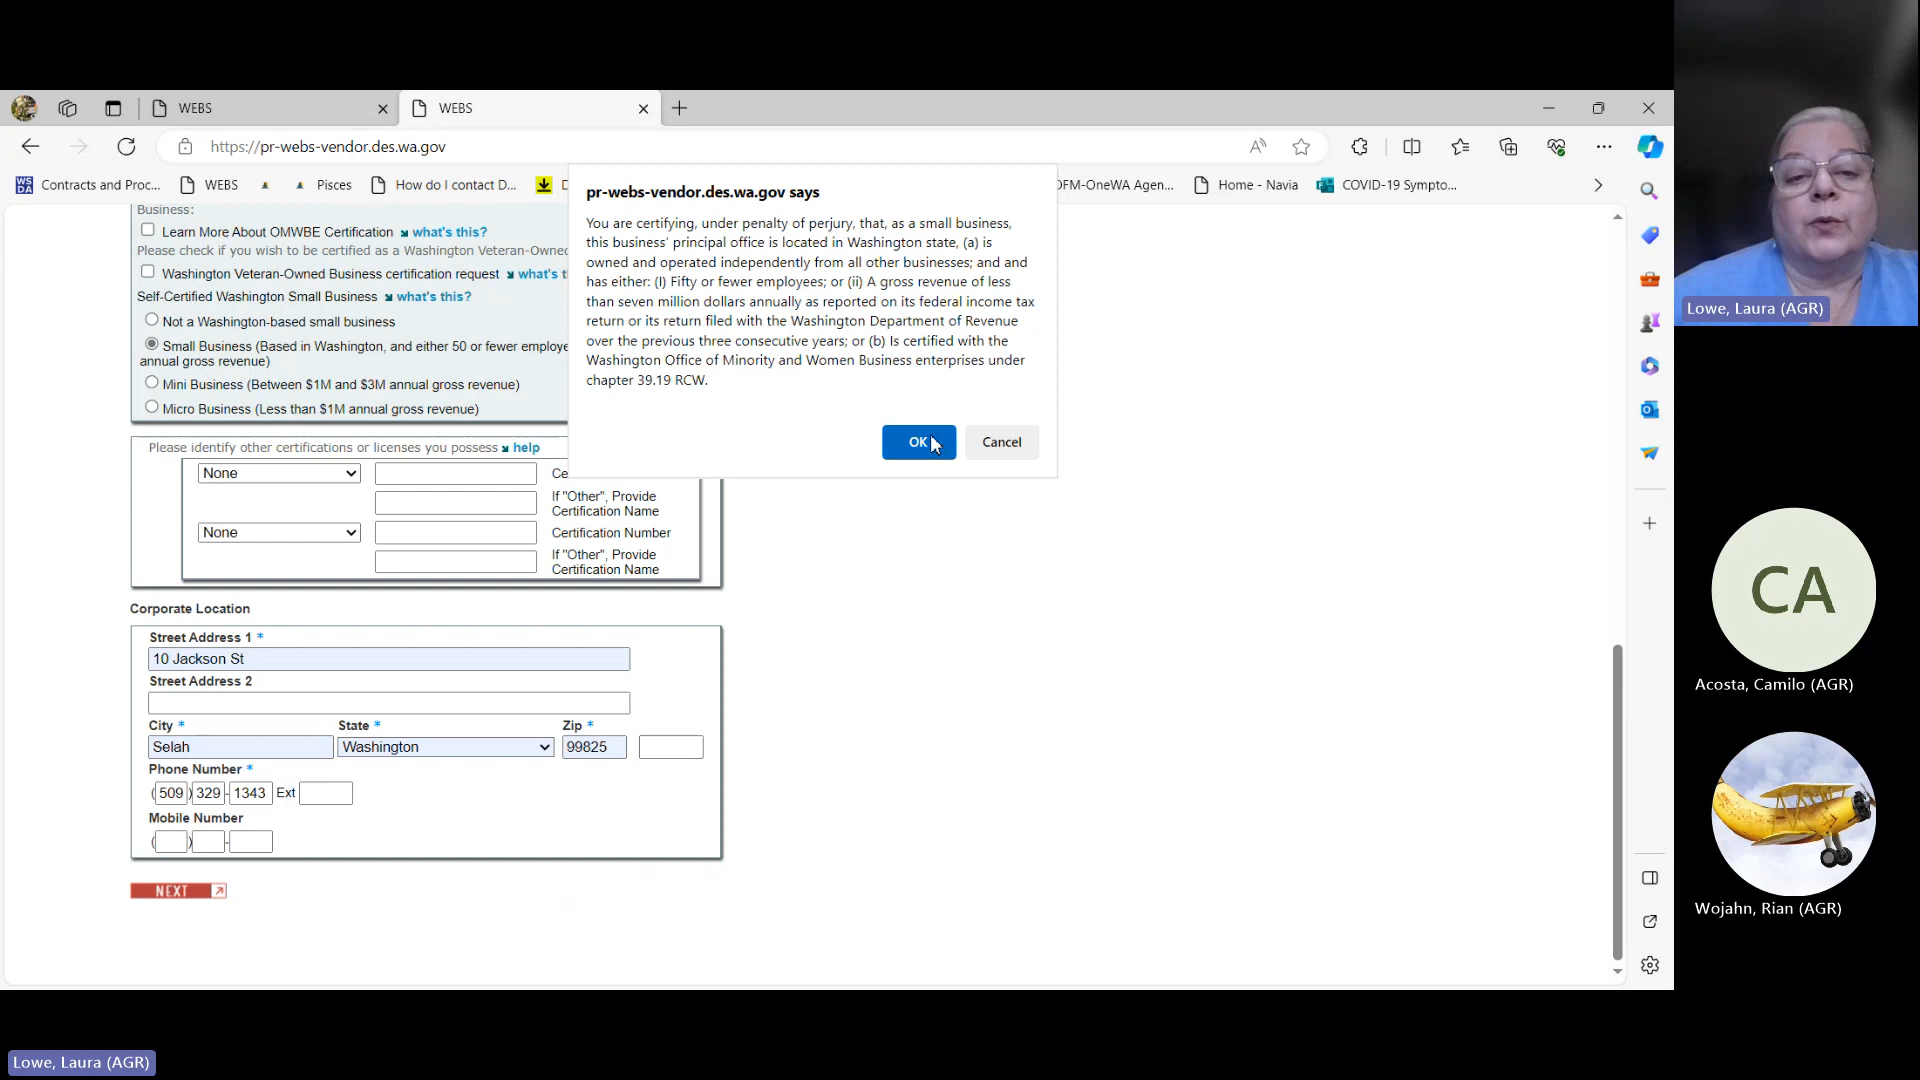 WEBS
WEBS
https://pr-webs-vendor.des.wa.gov
WS
DA
Contracts and Proc...
WEBS
Pisces
How do I contact D...
D
OFM-OneWA Agen...
Home - Navia
COVID-19 Sympto...
pr-webs-vendor.des.wa.gov says
You are certifying, under penalty of perjury, that, as a small business,
this business' principal office is located in Washington state, (a) is
owned and operated independently from all other businesses; and and
has either: (I) Fifty or fewer employees; or (ii) A gross revenue of less
than seven million dollars annually as reported on its federal income tax
return or its return filed with the Washington Department of Revenue
over the previous three consecutive years; or (b) Is certified with the
Washington Office of Minority and Women Business enterprises under
chapter 39.19 RCW.
OK
Cancel
Business:
Learn More About OMWBE Certification what's this?
Please check if you wish to be certified as a Washington Veteran-Owned
Washington Veteran-Owned Business certification request what's t
Self-Certified Washington Small Business what's this?
Not a Washington-based small business
Small Business (Based in Washington, and either 50 or fewer employe
annual gross revenue)
Mini Business (Between $1M and $3M annual gross revenue)
Micro Business (Less than $1M annual gross revenue)
Please identify other certifications or licenses you possess help
None
Ce
If "Other", Provide
Certification Name
None
Certification Number
If "Other", Provide
Certification Name
Corporate Location
Street Address 1 *
10 Jackson St
Street Address 2
City * State * Zip *
Selah Washington 99825
Phone Number *
(509) 329-1343 Ext
Mobile Number
( ) -
NEXT
Lowe, Laura (AGR)
CA
Acosta, Camilo (AGR)
Wojahn, Rian (AGR)
Lowe, Laura (AGR)